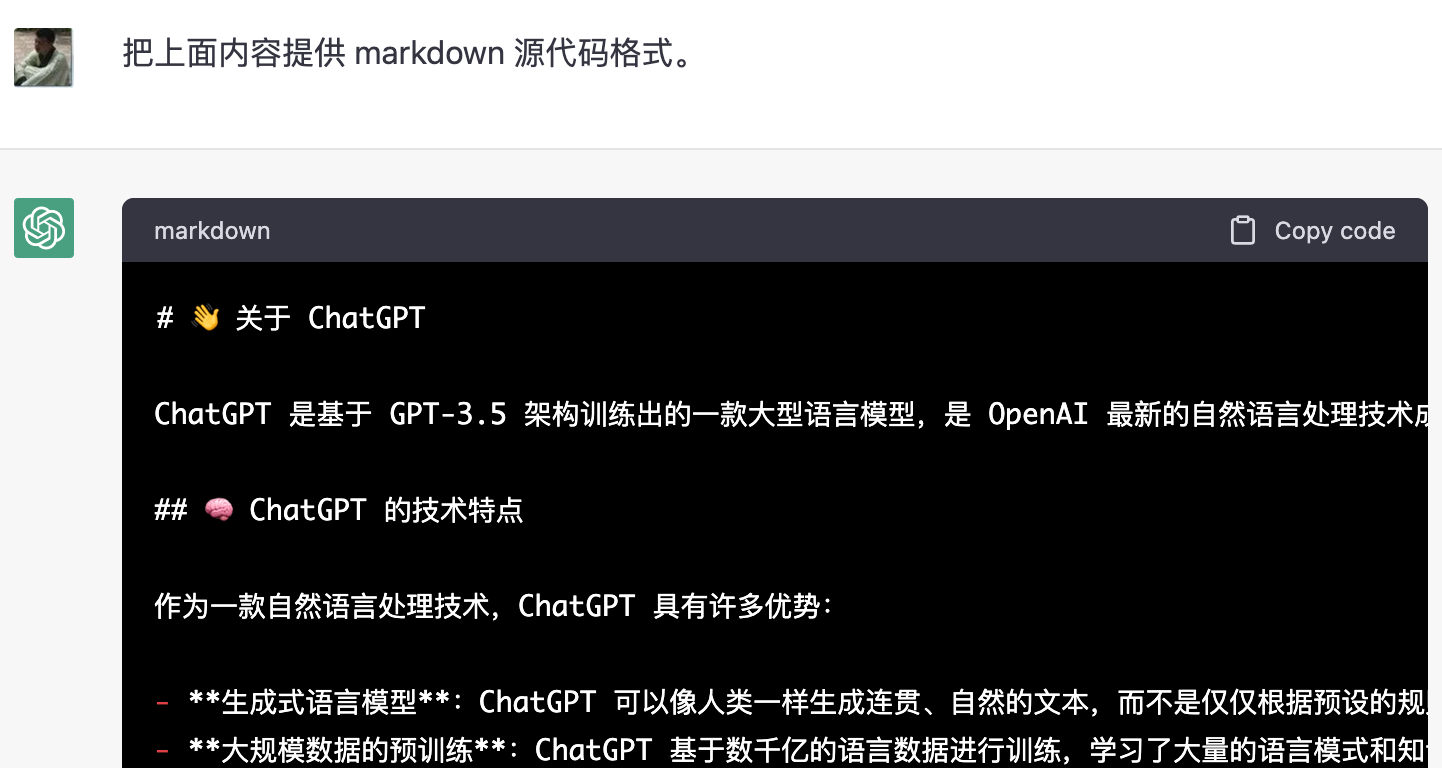 把上面内容提供 markdown 源代码格式。
markdown
Copy code
# 👋 关于 ChatGPT
ChatGPT 是基于 GPT-3.5 架构训练出的一款大型语言模型，是 OpenAI 最新的自然语言处理技术
## 🧠 ChatGPT 的技术特点
作为一款自然语言处理技术，ChatGPT 具有许多优势：
- **生成式语言模型**：ChatGPT 可以像人类一样生成连贯、自然的文本，而不是仅仅根据预设的规
- **大规模数据的预训练**：ChatGPT 基于数千亿的语言数据进行训练，学习了大量的语言模式和知